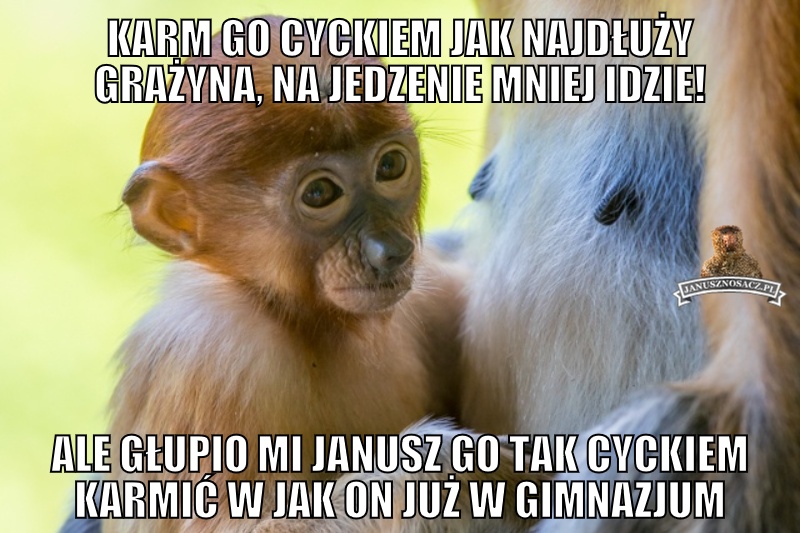 KARM GO CYCKIEM JAK NAJDŁUŻY
GRAŻYNA, NA JEDZENIE MNIEJ IDZIE!
JANUSZNOSACZ.PL
ALE GŁUPIO MI JANUSZ GO TAK CYCKIEM
KARMIĆ W JAK ON JUŻ W GIMNAZJUM